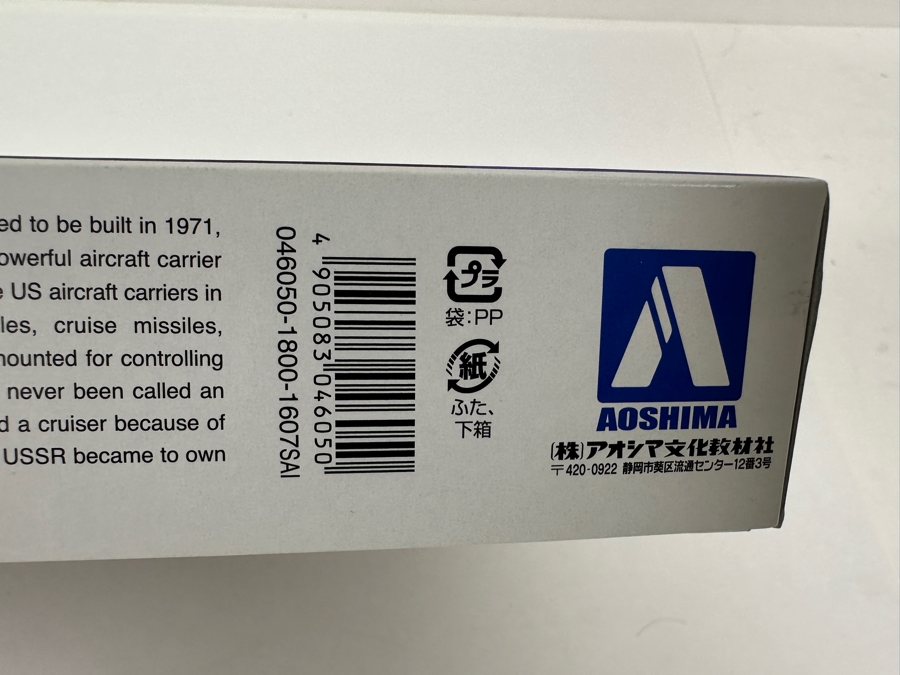 ed to be built in 1971,
owerful aircraft carrier
e US aircraft carriers in
les, cruise missiles,
nounted for controlling
never been called an
d a cruiser because of
USSR became to own
046050-1800-1607SAI
4 905083 046050
プラ
袋:PP
紙
ふた、
下箱
AOSHIMA
(株)アオシマ文化教材社
〒420-0922 静岡市葵区流通センター12番3号